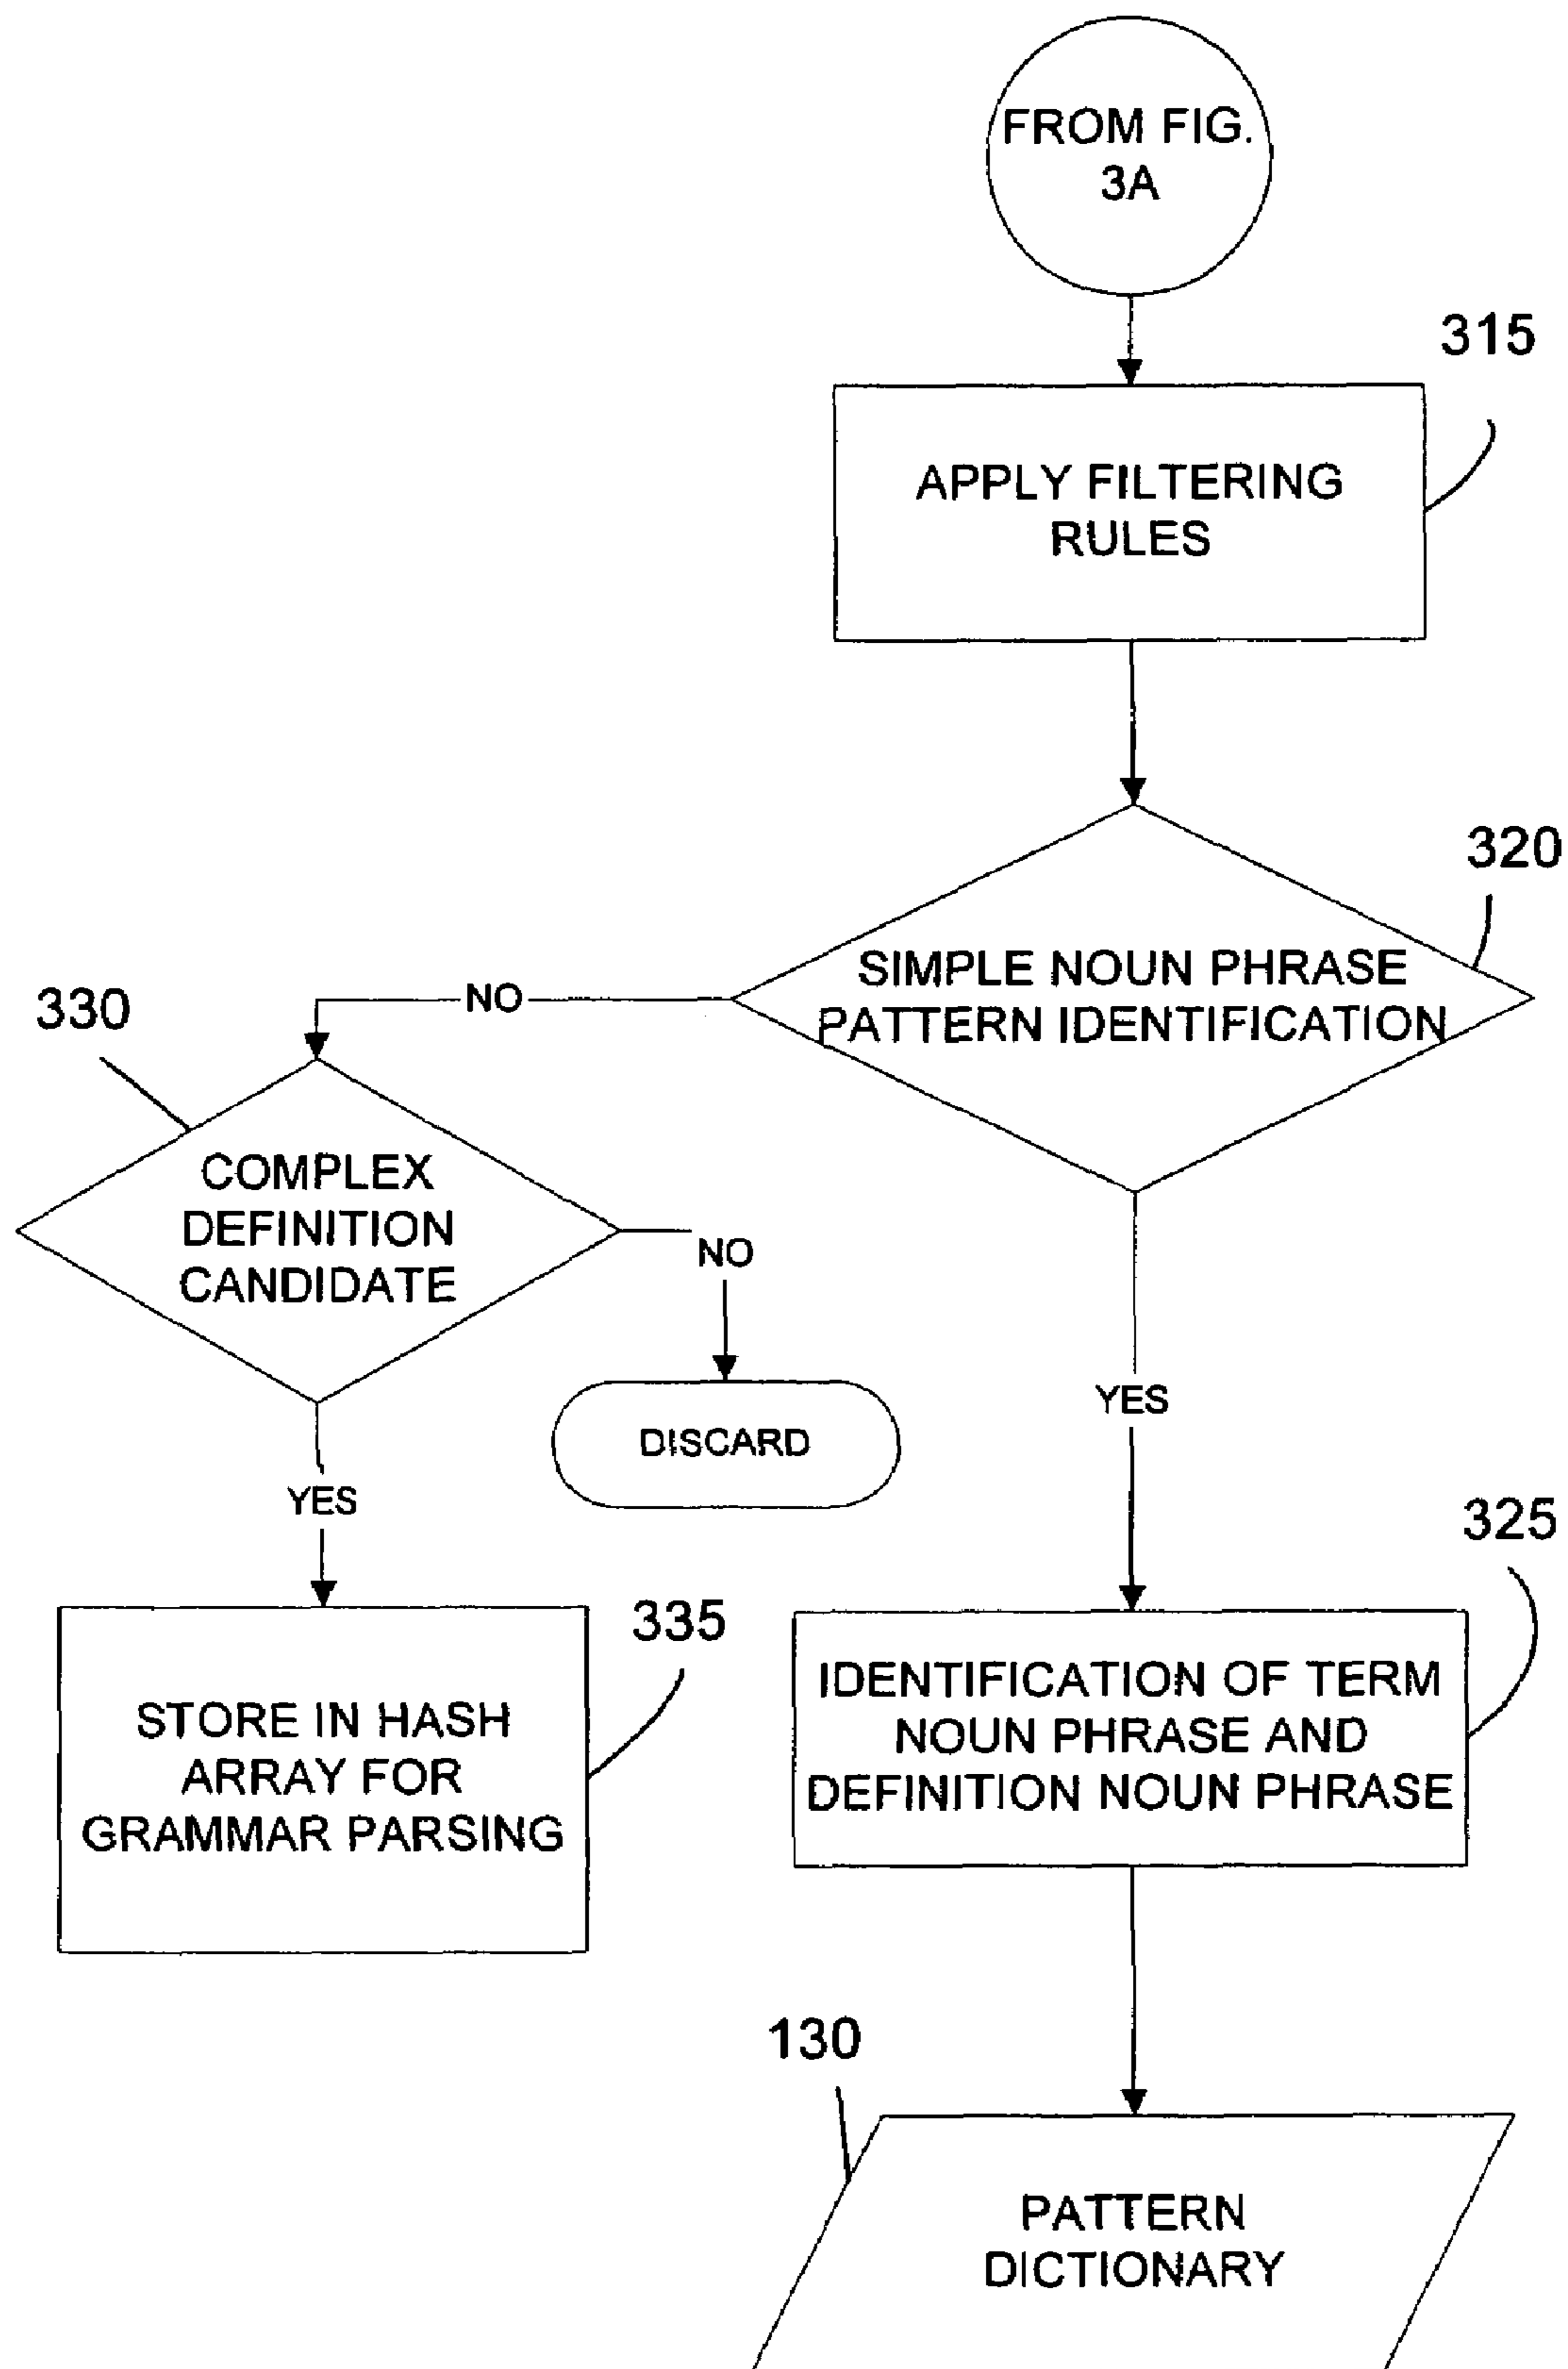 FROM FIG.
3A
315
APPLY FILTERING
RULES
320
SIMPLE NOUN PHRASE
PATTERN IDENTIFICATION
NO
330
COMPLEX
DEFINITION
CANDIDATE
NO
DISCARD
YES
YES
325
335
IDENTIFICATION OF TERM
NOUN PHRASE AND
DEFINITION NOUN PHRASE
STORE IN HASH
ARRAY FOR
GRAMMAR PARSING
130
PATTERN
DICTIONARY